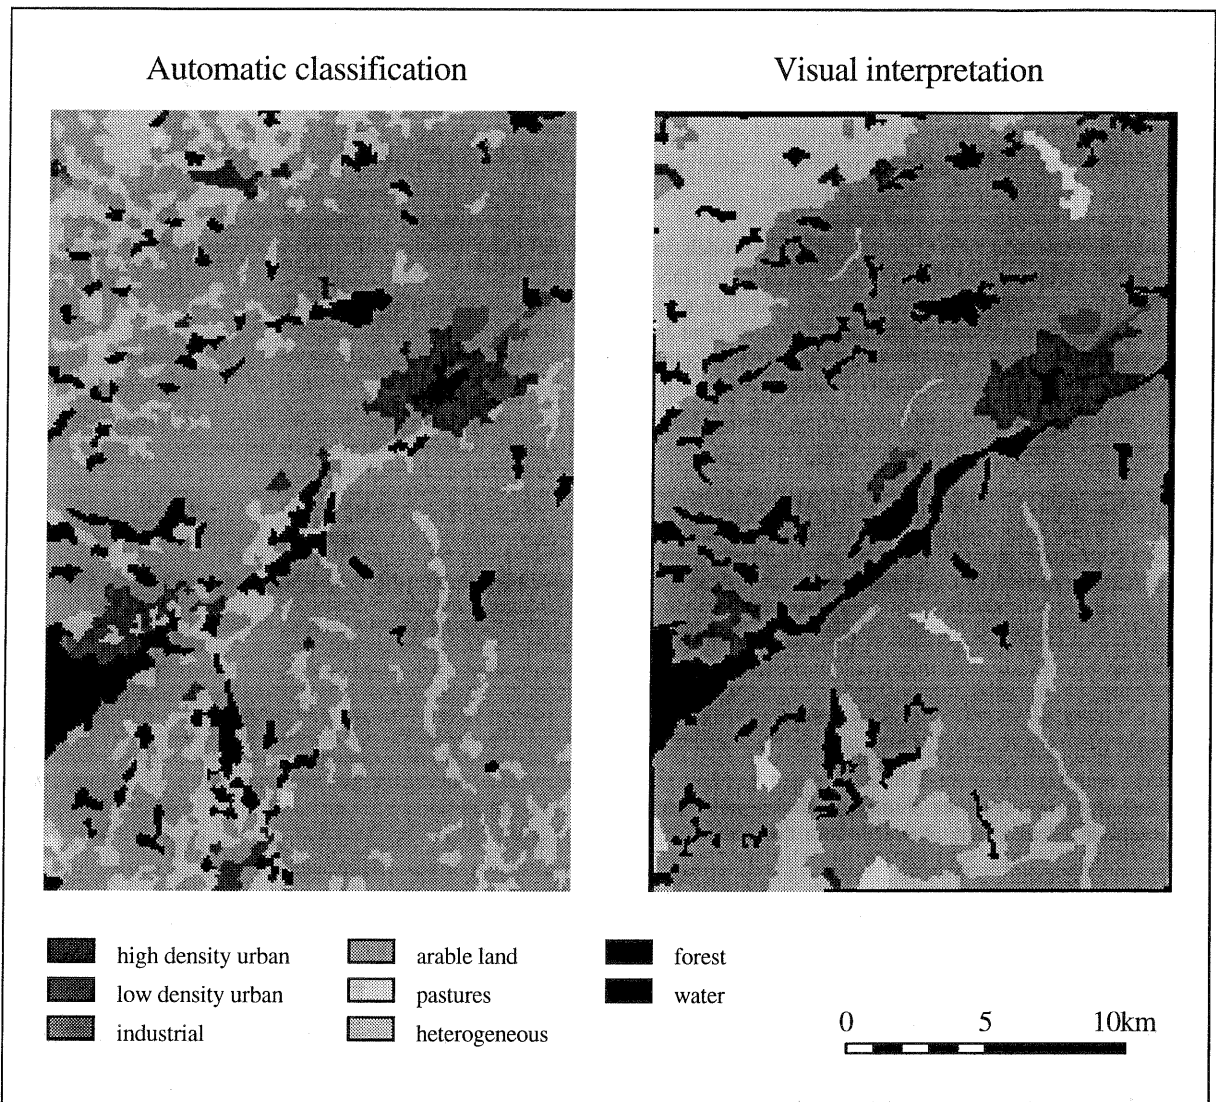 Automatic classification
Visual interpretation
high density urban
low density urban
industrial
arable land
pastures
heterogeneous
forest
water
0 5 10km